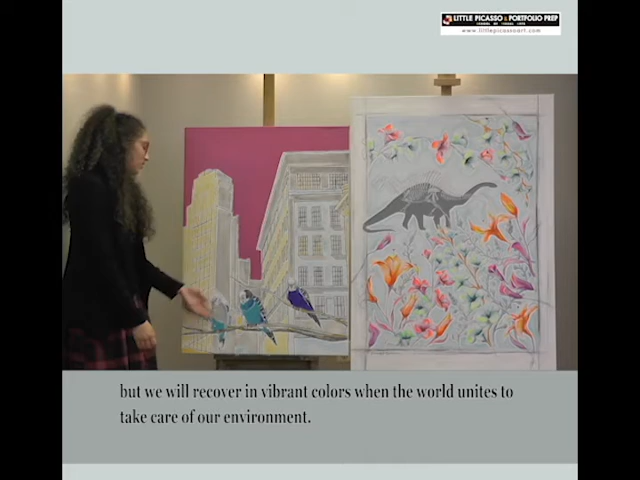 LITTLE PICASSO & PORTFOLIO PREP
www.littlepicassoart.com
but we will recover in vibrant colors when the world unites to
take care of our environment.